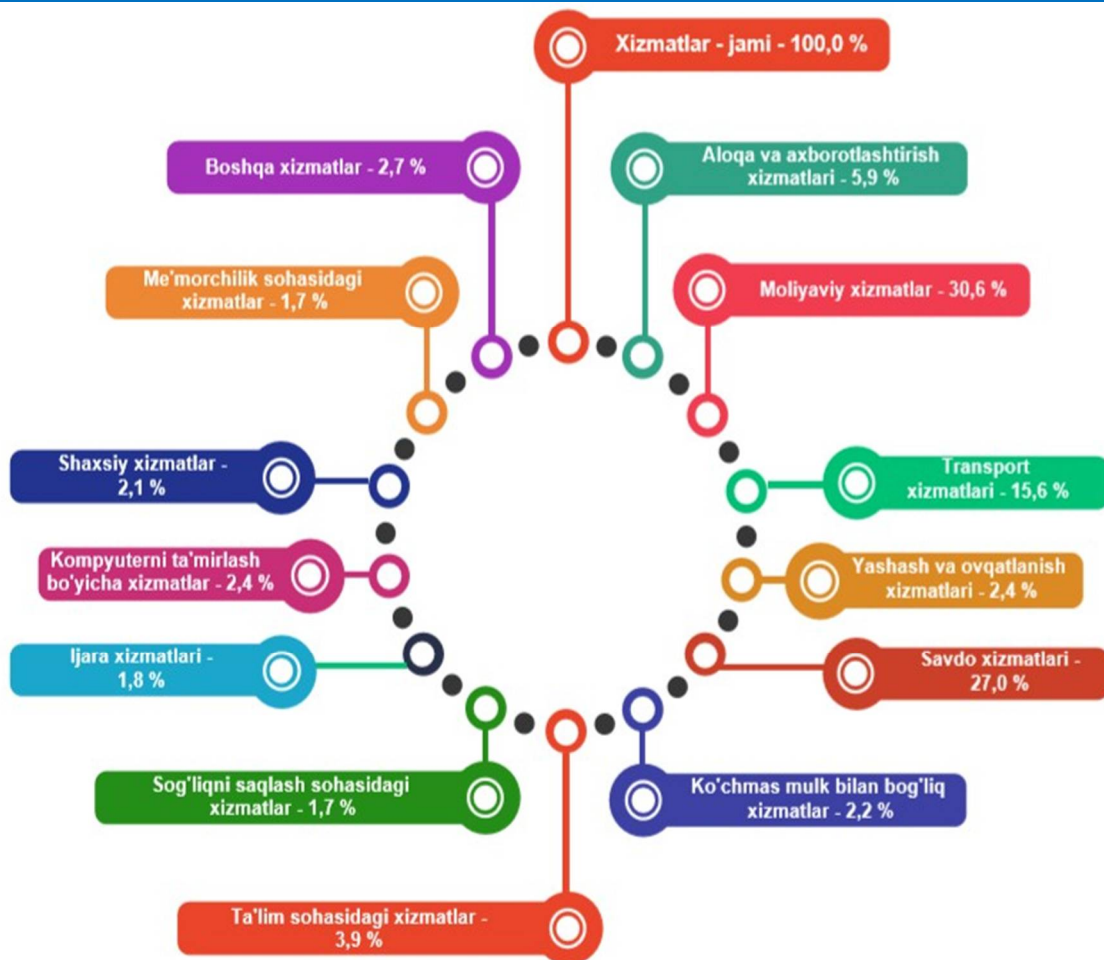 Xizmatlar - jami - 100,0 %
Aloqa va axborotlashtirish
xizmatlari - 5,9 %
Moliyaviy xizmatlar - 30,6 %
Transport
xizmatlari - 15,6 %
Yashash va ovqatlanish
xizmatlari - 2,4 %
Savdo xizmatlari -
27,0 %
Ko'chmas mulk bilan bog'liq
xizmatlar - 2,2 %
Ta'lim sohasidagi xizmatlar -
3,9 %
Sog'liqni saqlash sohasidagi
xizmatlar - 1,7 %
Ijara xizmatlari -
1,8 %
Kompyuterni ta'mirlash
bo'yicha xizmatlar - 2,4 %
Shaxsiy xizmatlar -
2,1 %
Me'morchilik sohasidagi
xizmatlar - 1,7 %
Boshqa xizmatlar - 2,7 %